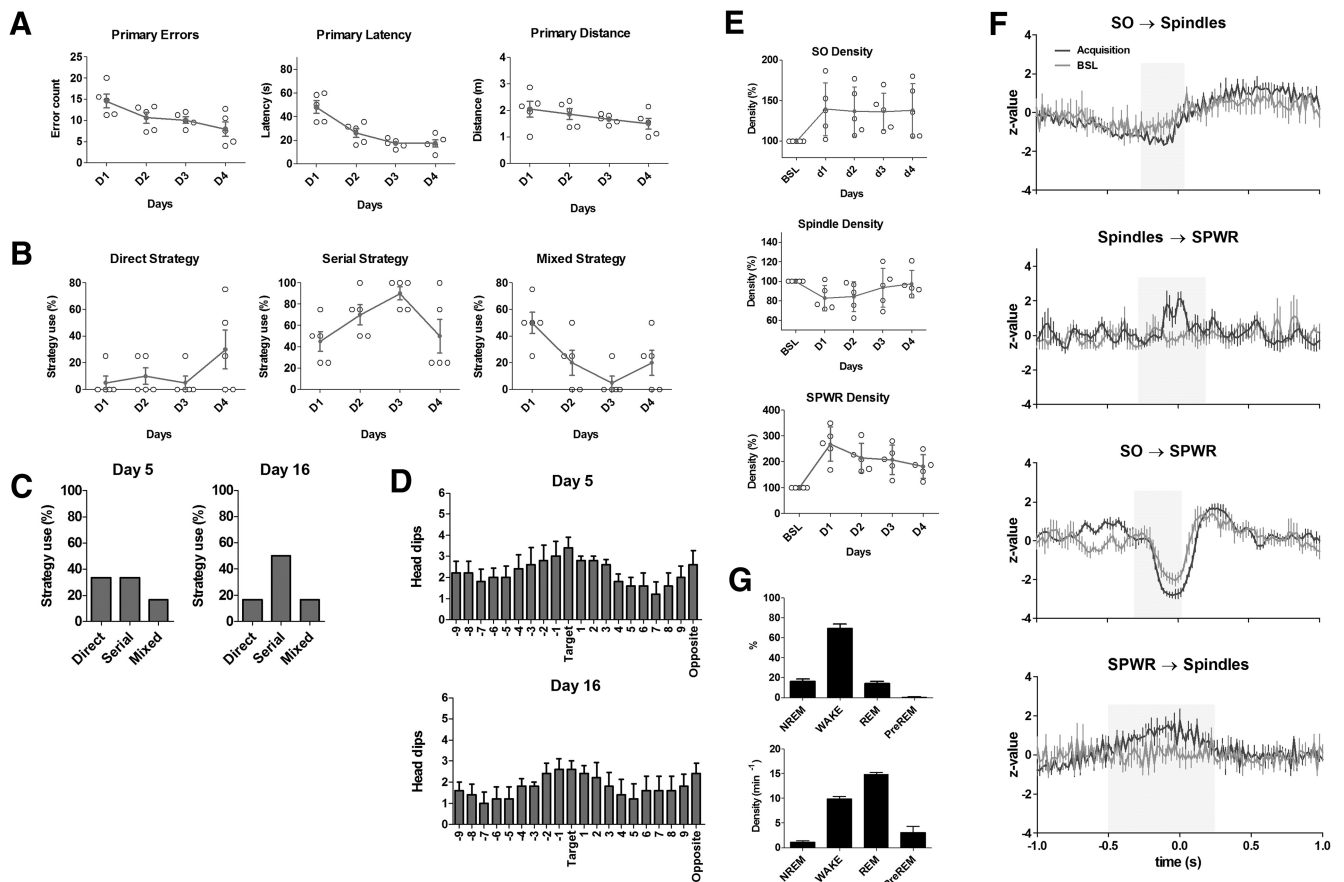 A
Primary Errors
Error count
25
20
15
10
5
0
D1 D2 D3 D4
Days
Primary Latency
Latency (s)
80
60
40
20
0
D1 D2 D3 D4
Days
Primary Distance
Distance (m)
4
3
2
1
0
D1 D2 D3 D4
Days
B
Direct Strategy
Strategy use (%)
80
60
40
20
0
D1 D2 D3 D4
Days
Serial Strategy
Strategy use (%)
100
80
60
40
20
0
D1 D2 D3 D4
Days
Mixed Strategy
Strategy use (%)
80
60
40
20
0
D1 D2 D3 D4
Days
C
Day 5
Strategy use (%)
100
80
60
40
20
0
Direct Serial Mixed
Day 16
Strategy use (%)
100
80
60
40
20
0
Direct Serial Mixed
D
Day 5
Head dips
6
5
4
3
2
1
0
-9 -8 -7 -6 -5 -4 -3 -2 -1 Target 1 2 3 4 5 6 7 8 9 Opposite
Day 16
Head dips
6
5
4
3
2
1
0
-9 -8 -7 -6 -5 -4 -3 -2 -1 Target 1 2 3 4 5 6 7 8 9 Opposite
E
SO Density
Density (%)
200
150
100
BSL d1 d2 d3 d4
Days
Spindle Density
Density (%)
140
120
100
80
60
BSL D1 D2 D3 D4
Days
SPWR Density
Density (%)
400
300
200
100
0
BSL D1 D2 D3 D4
Days
G
%
100
80
60
40
20
0
NREM WAKE REM PreREM
Density (min -1)
20
15
10
5
0
NREM WAKE REM PreREM
F
SO → Spindles
Acquisition
BSL
z-value
4
2
0
-2
-4
Spindles → SPWR
z-value
4
2
0
-2
-4
SO → SPWR
z-value
4
2
0
-2
-4
SPWR → Spindles
z-value
4
2
0
-2
-4
-1.0 -0.5 0.0 0.5 1.0
time (s)